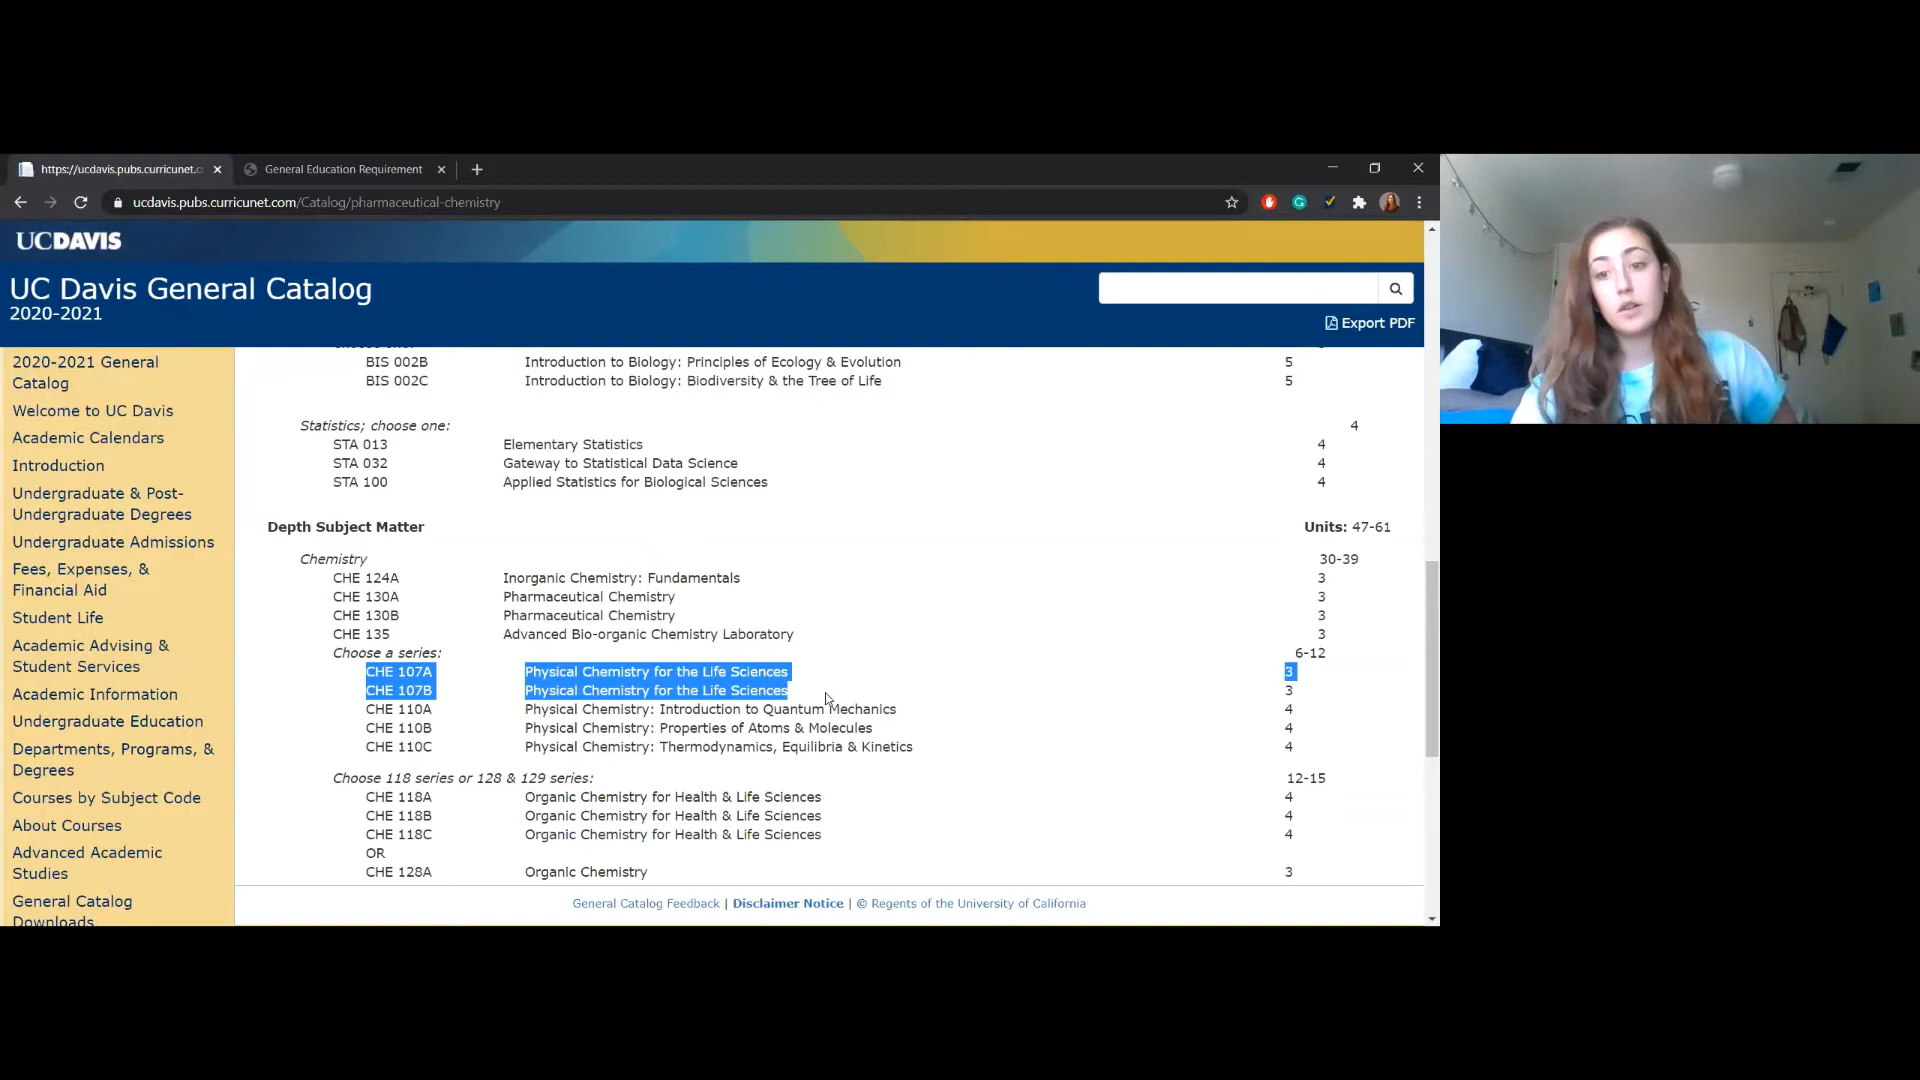 https://ucdavis.pubs.curricunet.c
General Education Requirement
ucdavis.pubs.curricunet.com/Catalog/pharmaceutical-chemistry
UCDAVIS
UC Davis General Catalog
2020-2021
Export PDF
2020-2021 General
Catalog
Welcome to UC Davis
Academic Calendars
Introduction
Undergraduate & Post-
Undergraduate Degrees
Undergraduate Admissions
Fees, Expenses, &
Financial Aid
Student Life
Academic Advising &
Student Services
Academic Information
Undergraduate Education
Departments, Programs, &
Degrees
Courses by Subject Code
About Courses
Advanced Academic
Studies
General Catalog
Downloads
BIS 002B Introduction to Biology: Principles of Ecology & Evolution 5
BIS 002C Introduction to Biology: Biodiversity & the Tree of Life 5
Statistics; choose one: 4
STA 013 Elementary Statistics 4
STA 032 Gateway to Statistical Data Science 4
STA 100 Applied Statistics for Biological Sciences 4
Depth Subject Matter Units: 47-61
Chemistry 30-39
CHE 124A Inorganic Chemistry: Fundamentals 3
CHE 130A Pharmaceutical Chemistry 3
CHE 130B Pharmaceutical Chemistry 3
CHE 135 Advanced Bio-organic Chemistry Laboratory 3
Choose a series: 6-12
CHE 107A Physical Chemistry for the Life Sciences 3
CHE 107B Physical Chemistry for the Life Sciences 3
CHE 110A Physical Chemistry: Introduction to Quantum Mechanics 4
CHE 110B Physical Chemistry: Properties of Atoms & Molecules 4
CHE 110C Physical Chemistry: Thermodynamics, Equilibria & Kinetics 4
Choose 118 series or 128 & 129 series: 12-15
CHE 118A Organic Chemistry for Health & Life Sciences 4
CHE 118B Organic Chemistry for Health & Life Sciences 4
CHE 118C Organic Chemistry for Health & Life Sciences 4
OR
CHE 128A Organic Chemistry 3
General Catalog Feedback | Disclaimer Notice | © Regents of the University of California